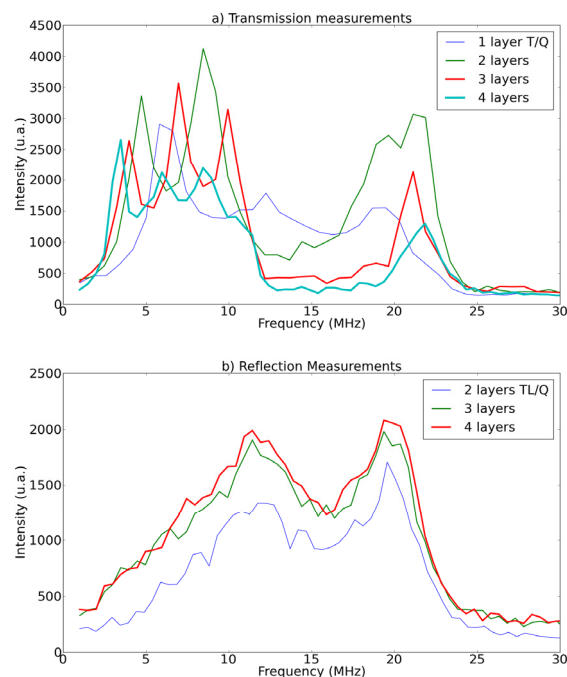 a) Transmission measurements
4500
4000
3500
3000
2500
2000
1500
1000
500
0
Intensity (u.a.)
1 layer T/Q
2 layers
3 layers
4 layers
0 5 10 15 20 25 30
Frequency (MHz)
b) Reflection Measurements
2500
2000
1500
1000
500
0
Intensity (u.a.)
2 layers TL/Q
3 layers
4 layers
0 5 10 15 20 25 30
Frequency (MHz)